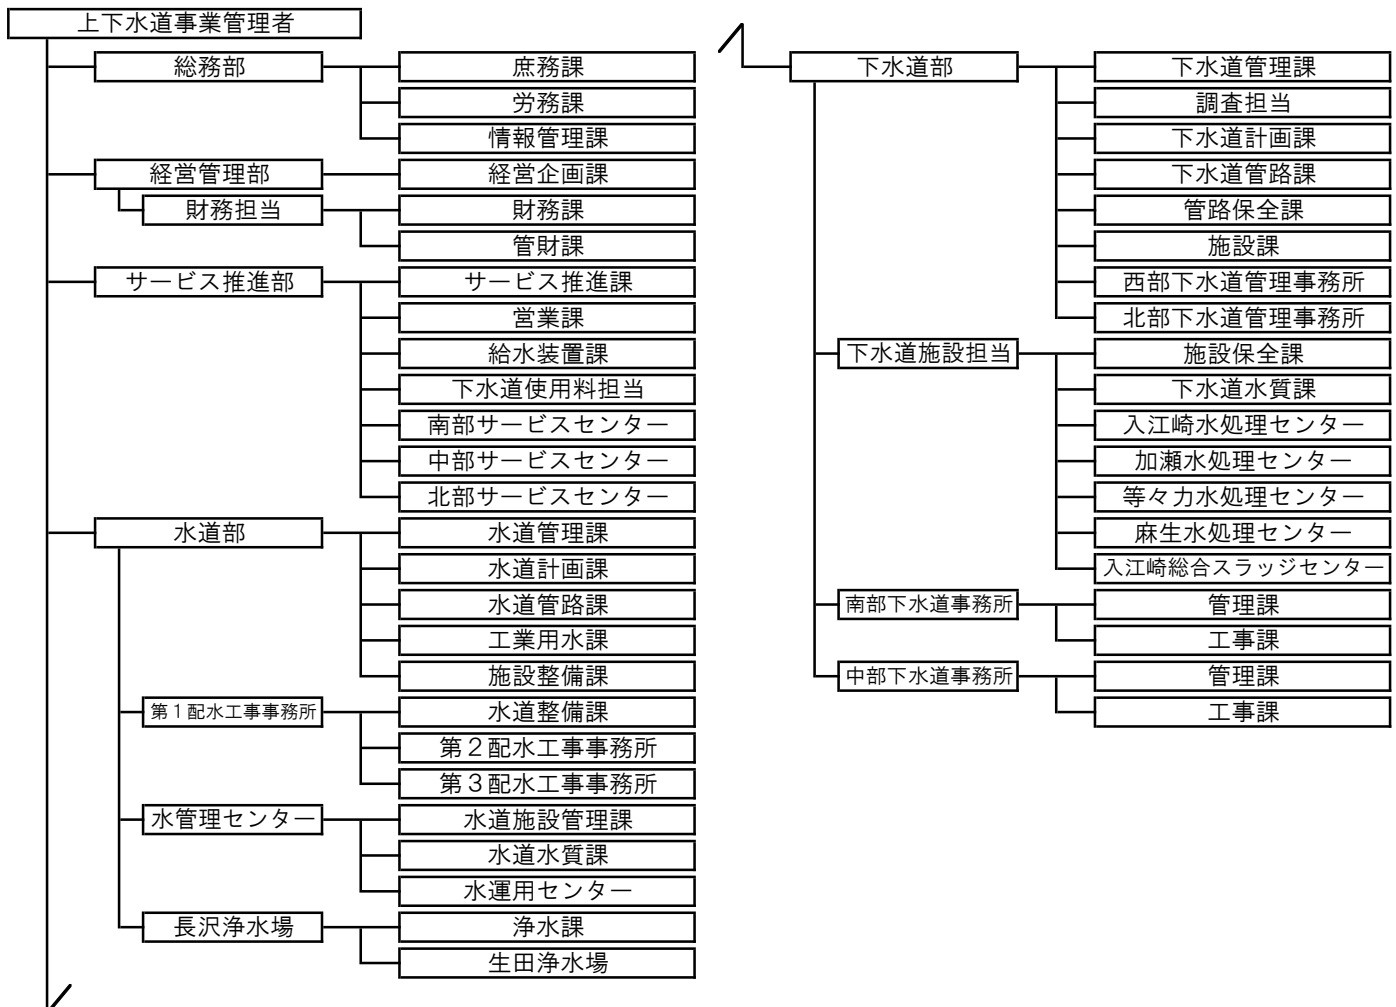 上下水道事業管理者
総務部
庶務課
労務課
情報管理課
経営管理部
経営企画課
財務担当
財務課
管財課
サービス推進部
サービス推進課
営業課
給水装置課
下水道使用料担当
南部サービスセンター
中部サービスセンター
北部サービスセンター
水道部
水道管理課
水道計画課
水道管路課
工業用水課
施設整備課
第1配水工事事務所
水道整備課
第2配水工事事務所
第3配水工事事務所
水管理センター
水道施設管理課
水道水質課
水運用センター
長沢浄水場
浄水課
生田浄水場
下水道部
下水道管理課
調査担当
下水道計画課
下水道管路課
管路保全課
施設課
西部下水道管理事務所
北部下水道管理事務所
下水道施設担当
施設保全課
下水道水質課
入江崎水処理センター
加瀬水処理センター
等々力水処理センター
麻生水処理センター
入江崎総合スラッジセンター
南部下水道事務所
管理課
工事課
中部下水道事務所
管理課
工事課